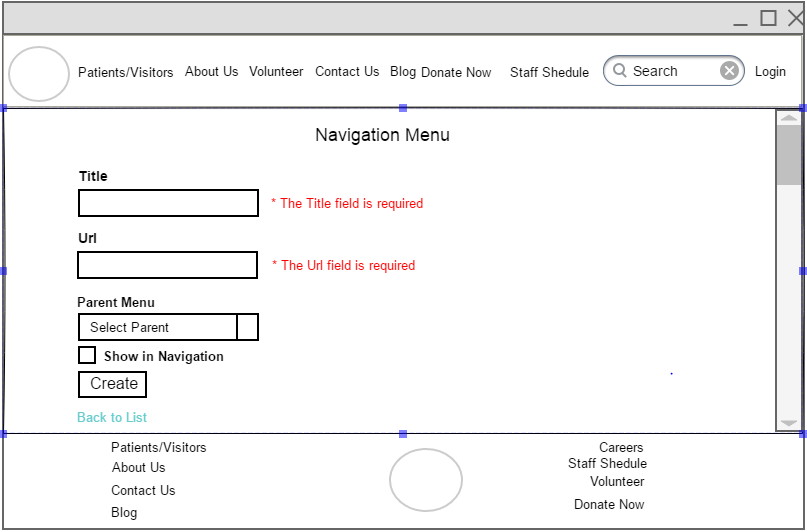 Patients/Visitors About Us Volunteer Contact Us Blog Donate Now Staff Shedule Search Login
Navigation Menu
Title
* The Title field is required
Url
* The Url field is required
Parent Menu
Select Parent
Show in Navigation
Create
Back to List
Patients/Visitors
About Us
Contact Us
Blog
Careers
Staff Shedule
Volunteer
Donate Now